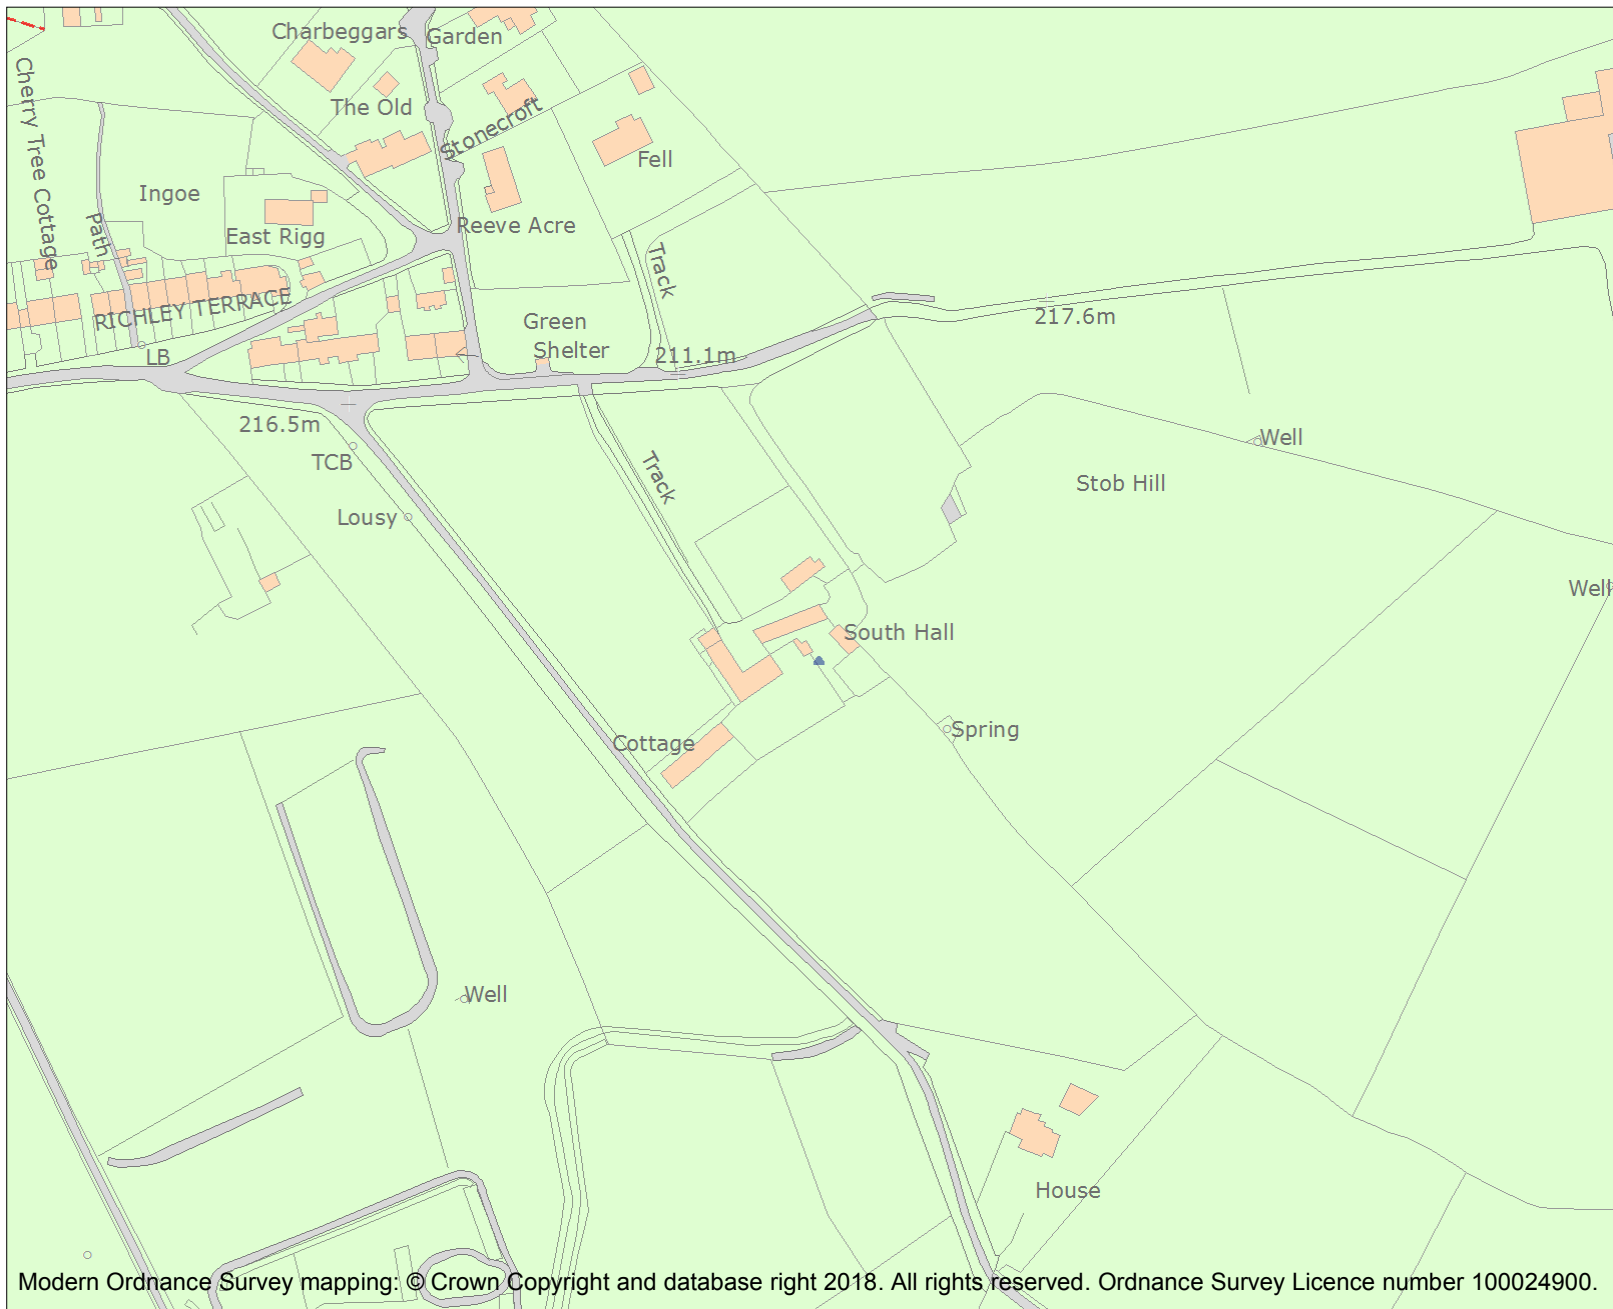 Charbeggars
Garden
Cherry Tree Cottage
The Old
Stonecroft
Fell
Ingoe
Path
East Rigg
Reeve Acre
Track
RICHLEY TERRACE
LB
Green
Shelter
211.1m
217.6m
216.5m
TCB
Lousy
Track
Well
Stob Hill
Well
South Hall
Spring
Cottage
Well
House
Modern Ordnance Survey mapping: © Crown Copyright and database right 2018. All rights reserved. Ordnance Survey Licence number 100024900.